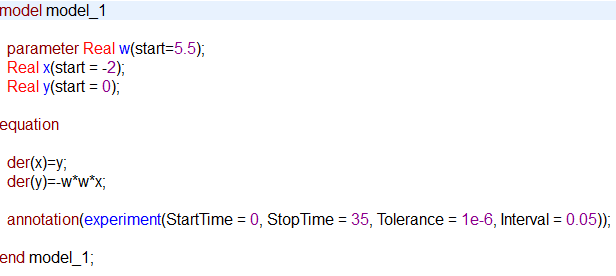 model model_1
parameter Real w(start=5.5);
Real x(start = -2);
Real y(start = 0);
equation
der(x)=y;
der(y)=-w*w*x;
annotation(experiment(StartTime = 0, StopTime = 35, Tolerance = 1e-6, Interval = 0.05));
end model_1;